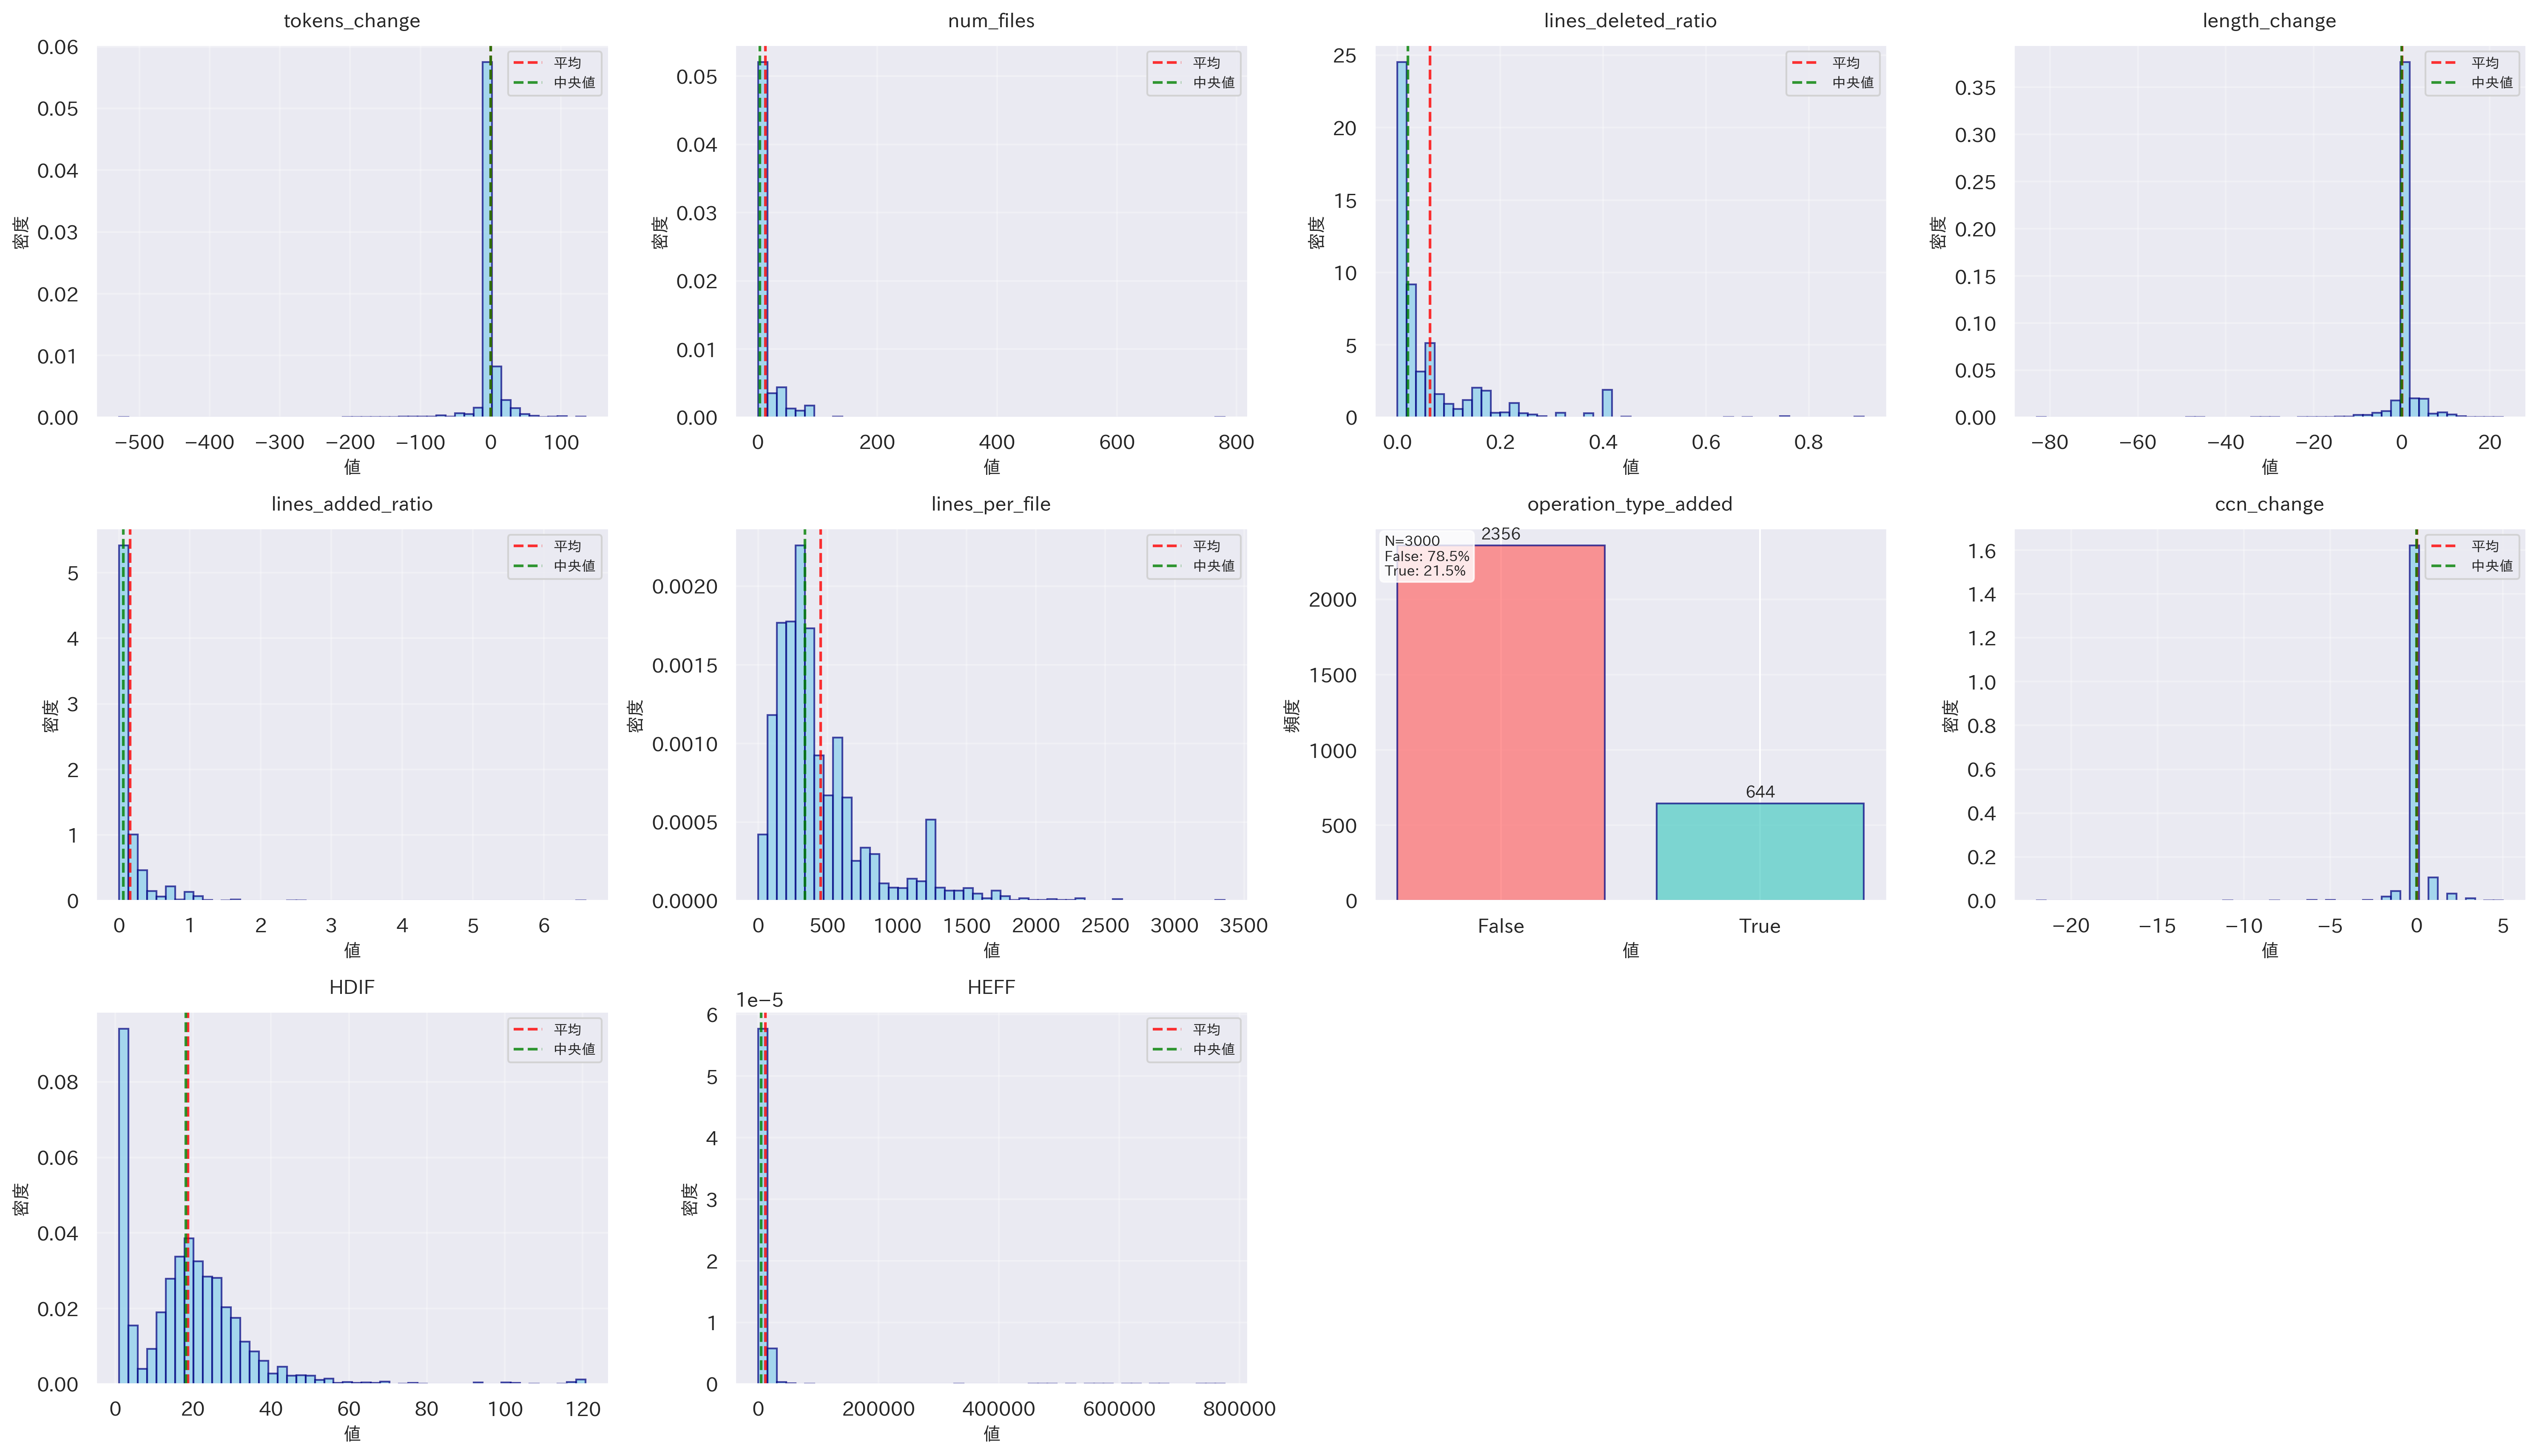 tokens_change
密度
0.06
0.05
0.04
0.03
0.02
0.01
0.00
−500
−400
−300
−200
−100
0
100
値
平均
中央値
num_files
密度
0.05
0.04
0.03
0.02
0.01
0.00
0
200
400
600
800
値
平均
中央値
lines_deleted_ratio
密度
25
20
15
10
5
0
0.0
0.2
0.4
0.6
0.8
値
平均
中央値
length_change
密度
0.35
0.30
0.25
0.20
0.15
0.10
0.05
0.00
−80
−60
−40
−20
0
20
値
平均
中央値
lines_added_ratio
密度
5
4
3
2
1
0
0
1
2
3
4
5
6
値
平均
中央値
lines_per_file
密度
0.0020
0.0015
0.0010
0.0005
0.0000
0
500
1000
1500
2000
2500
3000
3500
値
平均
中央値
operation_type_added
頻度
2000
1500
1000
500
0
N=3000
False: 78.5%
True: 21.5%
2356
644
False
True
値
ccn_change
密度
1.6
1.4
1.2
1.0
0.8
0.6
0.4
0.2
0.0
−20
−15
−10
−5
0
5
値
平均
中央値
HDIF
密度
0.08
0.06
0.04
0.02
0.00
0
20
40
60
80
100
120
値
平均
中央値
HEFF
1e−5
密度
6
5
4
3
2
1
0
0
200000
400000
600000
800000
値
平均
中央値